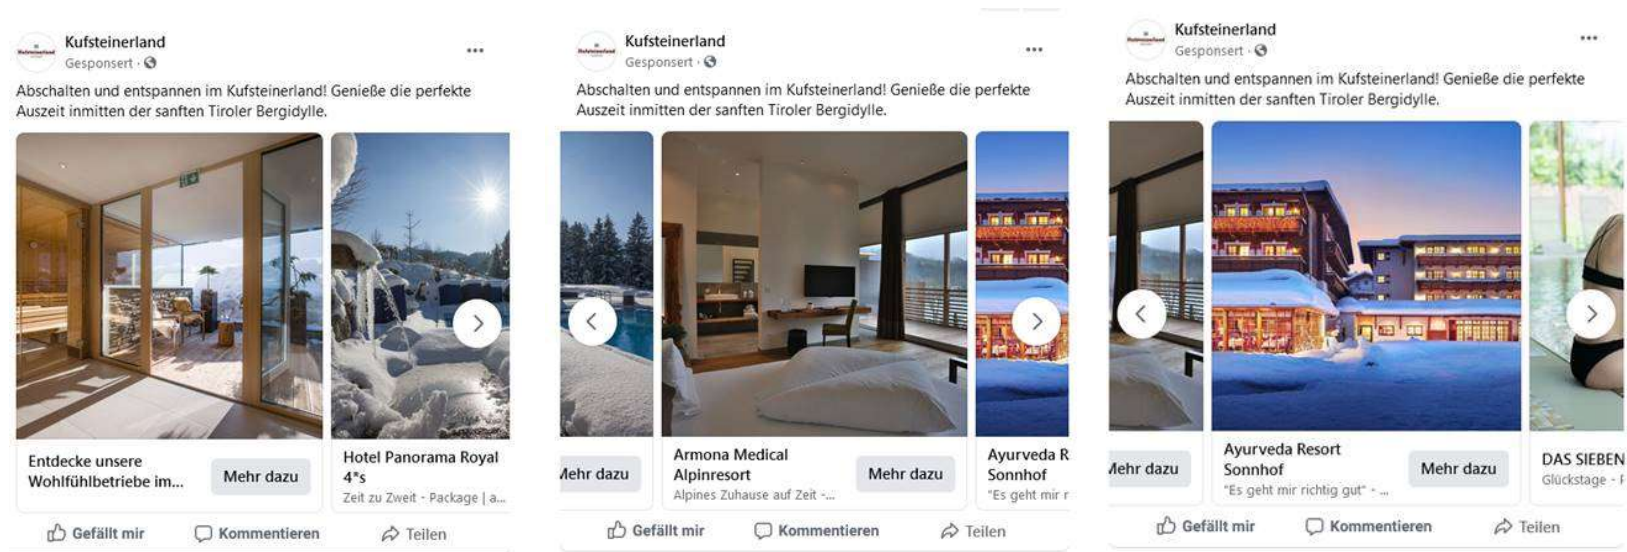 Kufsteinerland
Gesponsert ·
Abschalten und entspannen im Kufsteinerland! Genieße die perfekte
Auszeit inmitten der sanften Tiroler Bergidylle.
Entdecke unsere
Wohlfühlbetriebe im...
Mehr dazu
Hotel Panorama Royal
4*s
Zeit zu Zweit - Package | a...
Gefällt mir
Kommentieren
Teilen
Kufsteinerland
Gesponsert ·
Abschalten und entspannen im Kufsteinerland! Genieße die perfekte
Auszeit inmitten der sanften Tiroler Bergidylle.
Mehr dazu
Armona Medical
Alpinresort
Alpines Zuhause auf Zeit -...
Mehr dazu
Ayurveda R
Sonnhof
"Es geht mir r
Gefällt mir
Kommentieren
Teilen
Kufsteinerland
Gesponsert ·
Abschalten und entspannen im Kufsteinerland! Genieße die perfekte
Auszeit inmitten der sanften Tiroler Bergidylle.
Mehr dazu
Ayurveda Resort
Sonnhof
"Es geht mir richtig gut" - ...
Mehr dazu
DAS SIEBEN
Glückstage - F
Gefällt mir
Kommentieren
Teilen